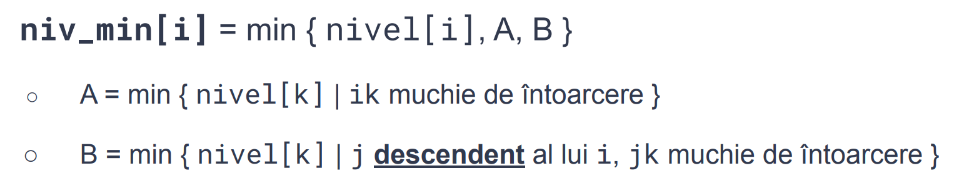 niv_min[i] = min { nivel[i], A, B }
○ A = min { nivel[k] | ik muchie de întoarcere }
○ B = min { nivel[k] | j descendent al lui i, jk muchie de întoarcere }